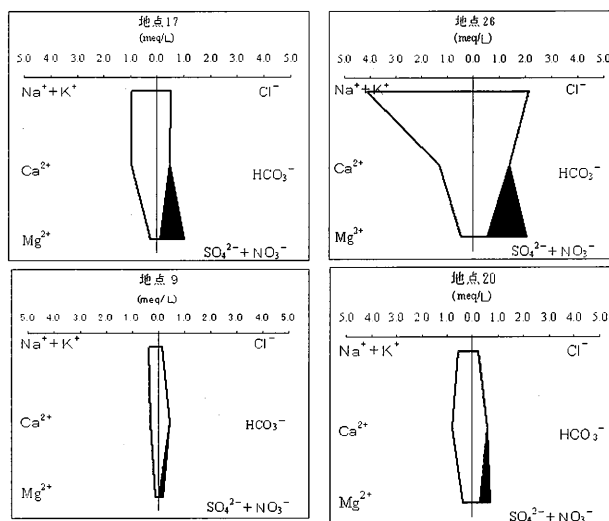 地点17
(meq/L)
5.0 4.0 3.0 2.0 1.0 0.0 1.0 2.0 3.0 4.0 5.0
Na⁺+K⁺ Cl⁻
Ca²⁺ HCO₃⁻
Mg²⁺
SO₄²⁻+NO₃⁻
地点26
(meq/L)
5.0 4.0 3.0 2.0 1.0 0.0 1.0 2.0 3.0 4.0 5.0
Na⁺+K⁺ Cl⁻
Ca²⁺ HCO₃⁻
Mg²⁺
SO₄²⁻+NO₃⁻
地点9
(meq/L)
5.0 4.0 3.0 2.0 1.0 0.0 1.0 2.0 3.0 4.0 5.0
Na⁺+K⁺ Cl⁻
Ca²⁺ HCO₃⁻
Mg²⁺
SO₄²⁻+NO₃⁻
地点20
(meq/L)
5.0 4.0 3.0 2.0 1.0 0.0 1.0 2.0 3.0 4.0 5.0
Na⁺+K⁺ Cl⁻
Ca²⁺ HCO₃⁻
Mg²⁺
SO₄²⁻+NO₃⁻